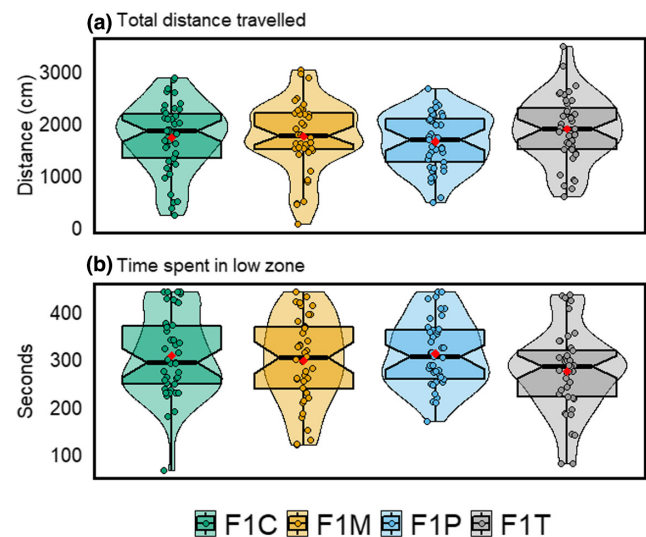 (a) Total distance travelled
Distance (cm)
3000
2000
1000
0
(b) Time spent in low zone
Seconds
400
300
200
100
F1C F1M F1P F1T